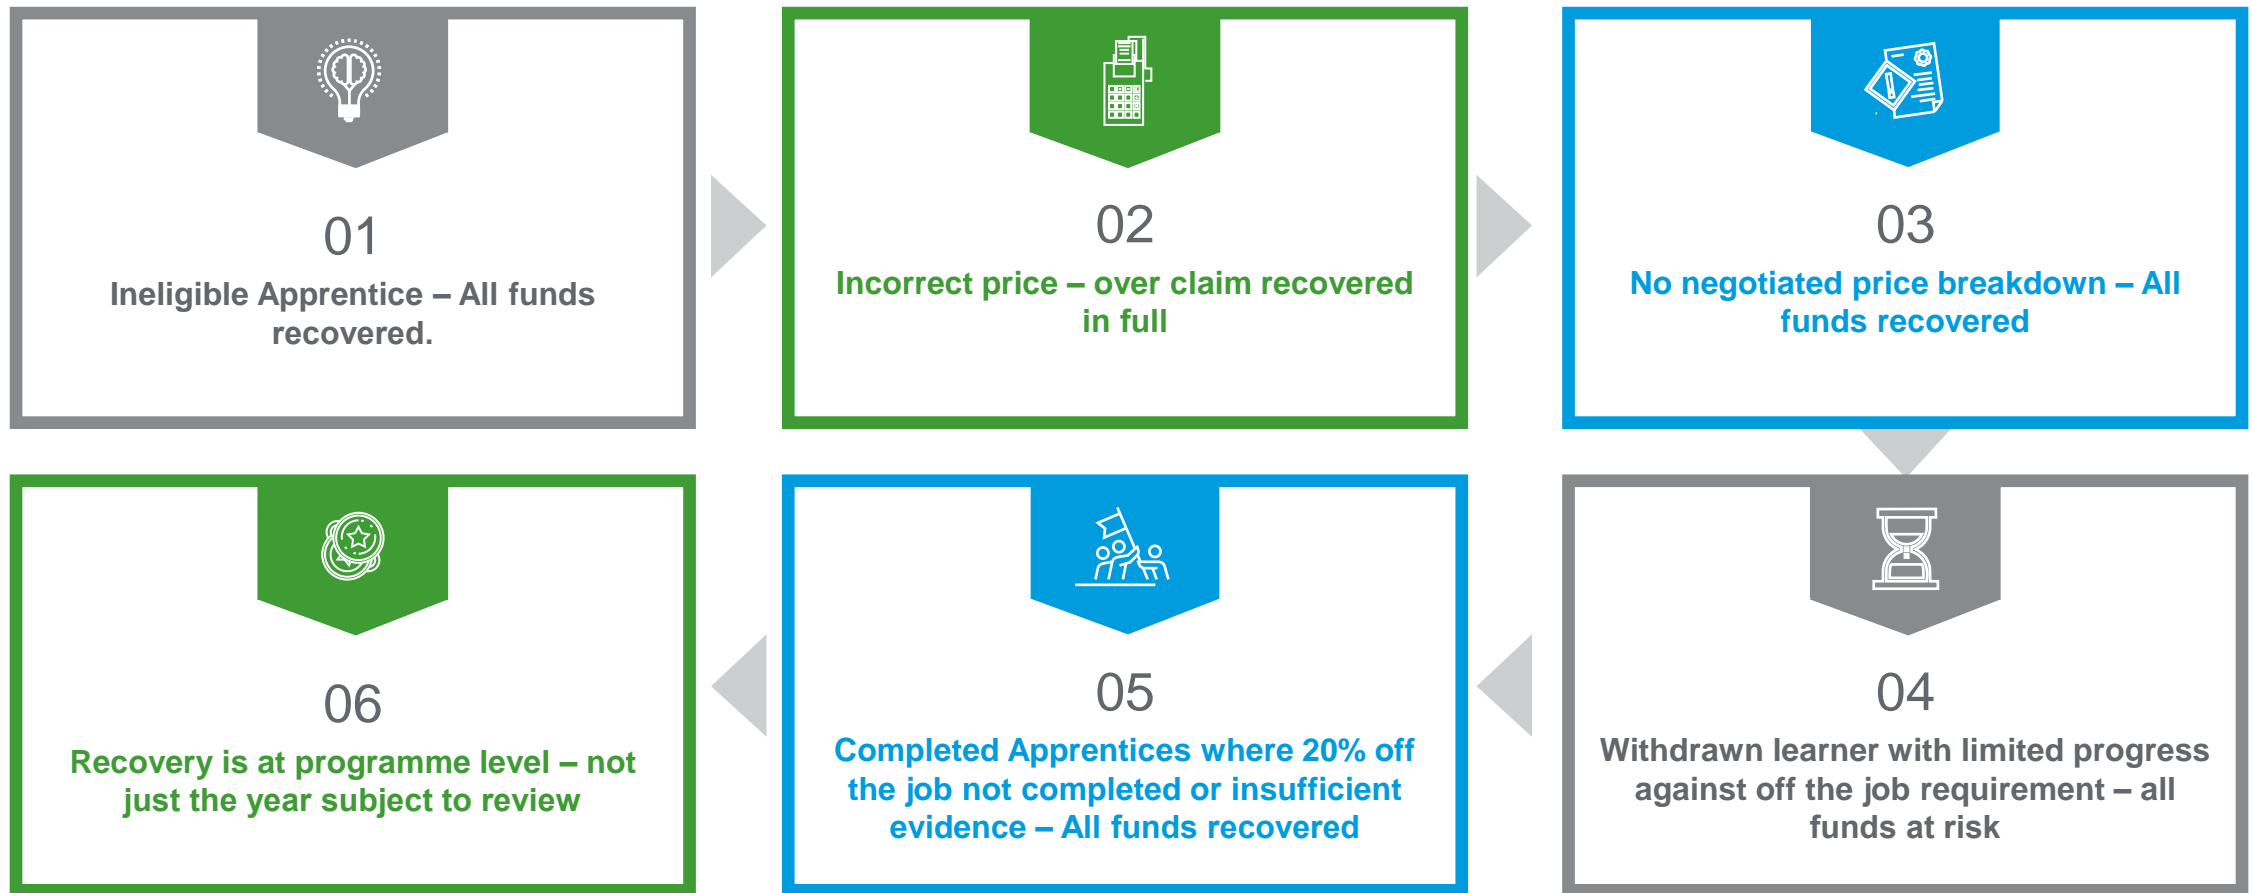 01
Ineligible Apprentice – All funds
recovered.
02
Incorrect price – over claim recovered
in full
03
No negotiated price breakdown – All
funds recovered
04
Withdrawn learner with limited progress
against off the job requirement – all
funds at risk
05
Completed Apprentices where 20% off
the job not completed or insufficient
evidence – All funds recovered
06
Recovery is at programme level – not
just the year subject to review